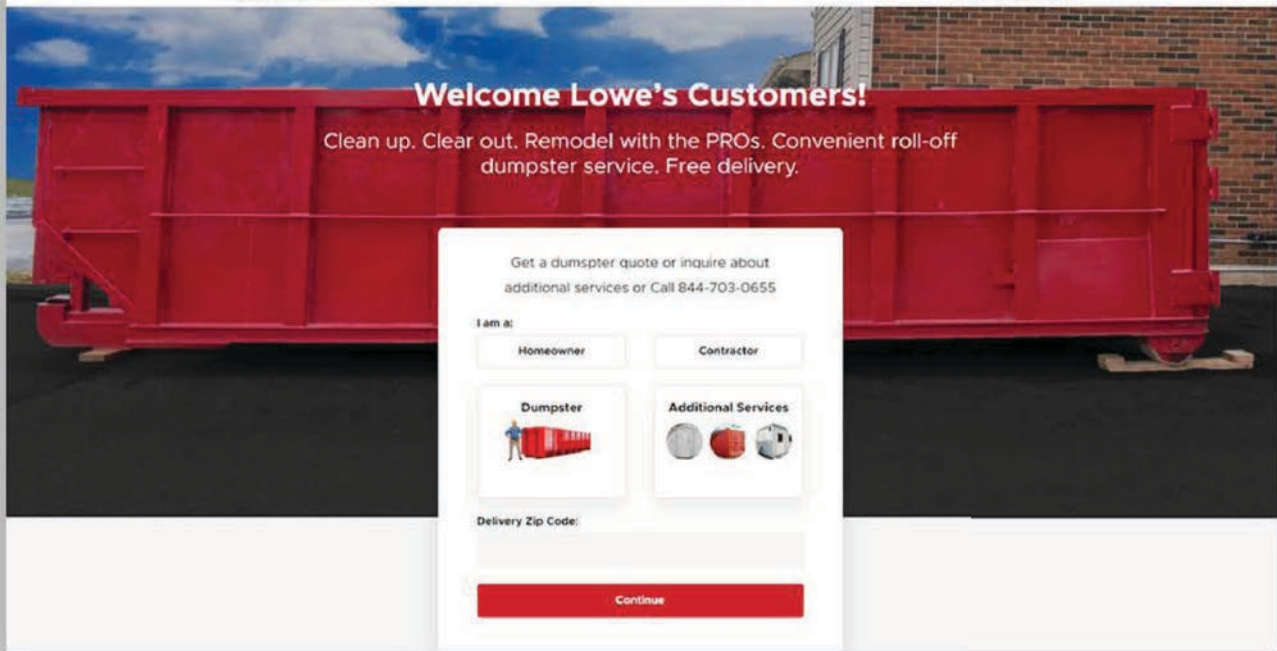 Welcome Lowe's Customers!
Clean up. Clear out. Remodel with the PROs. Convenient roll-off
dumpster service. Free delivery.
Get a dumspter quote or inquire about
additional services or Call 844-703-0655
I am a:
Homeowner
Contractor
Dumpster
Additional Services
Delivery Zip Code:
Continue